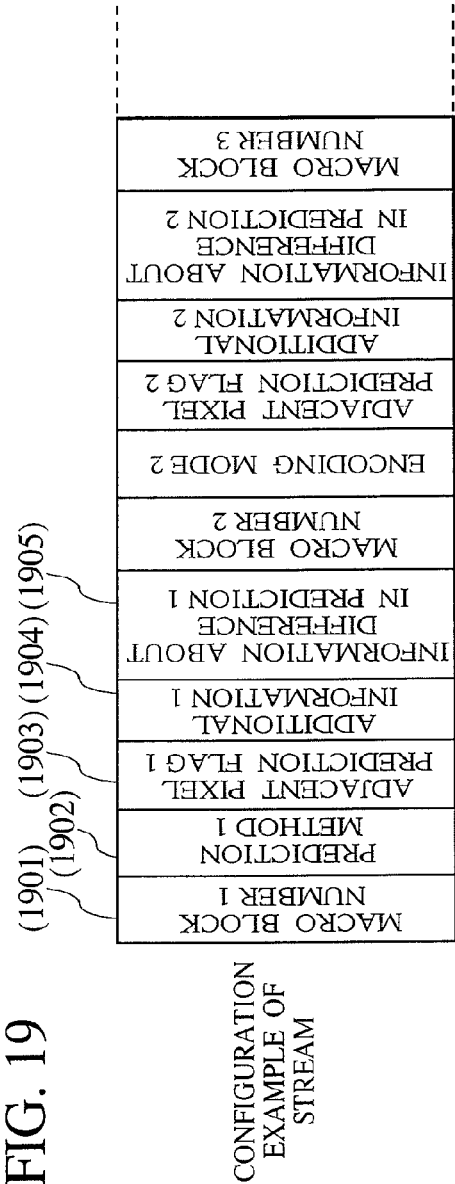 FIG. 19
CONFIGURATION
EXAMPLE OF
STREAM
(1901)
(1902)
(1903)
(1904)
(1905)
MACRO BLOCK
NUMBER 1
PREDICTION
METHOD 1
ADJACENT PIXEL
PREDICTION FLAG 1
ADDITIONAL
INFORMATION 1
INFORMATION ABOUT
DIFFERENCE
IN PREDICTION 1
MACRO BLOCK
NUMBER 2
ENCODING MODE 2
ADJACENT PIXEL
PREDICTION FLAG 2
ADDITIONAL
INFORMATION 2
INFORMATION ABOUT
DIFFERENCE
IN PREDICTION 2
MACRO BLOCK
NUMBER 3